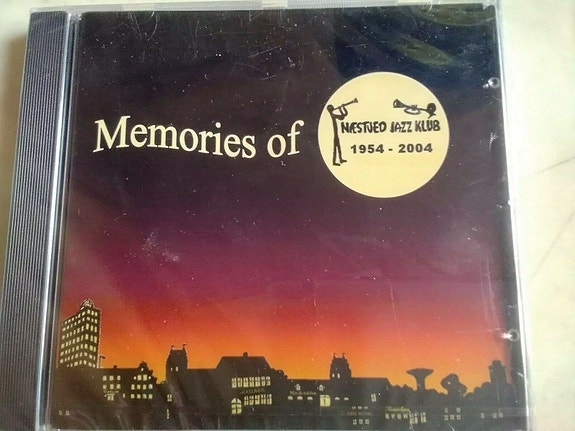 Memories of
NÆSTVED JAZZ KLUB
1954 - 2004